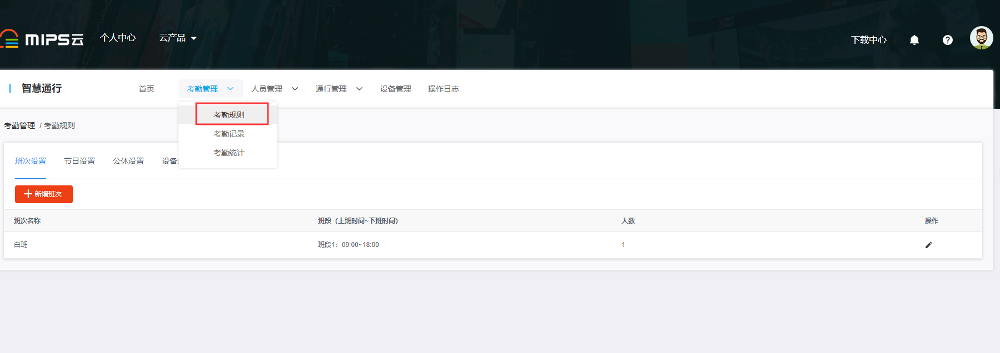 MIPS云 个人中心 云产品 下载中心
智慧通行 首页 考勤管理 人员管理 通行管理 设备管理 操作日志
考勤规则
考勤记录
考勤统计
考勤管理 / 考勤规则
班次设置 节日设置 公休设置 设备
新增班次
班次名称 班段（上班时间~下班时间） 人数 操作
白班 班段1：09:00~18:00 1